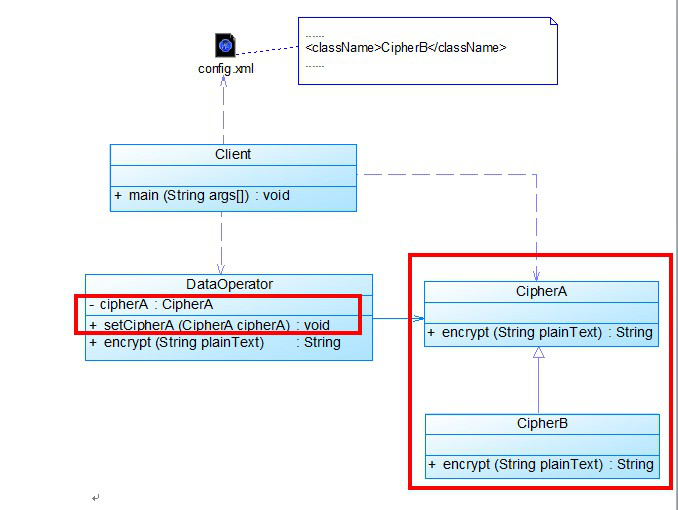 ......
<className>CipherB</className>
......
config.xml
Client
+ main (String args[]) : void
DataOperator
- cipherA : CipherA
+ setCipherA (CipherA cipherA) : void
+ encrypt (String plainText) : String
CipherA
+ encrypt (String plainText) : String
CipherB
+ encrypt (String plainText) : String